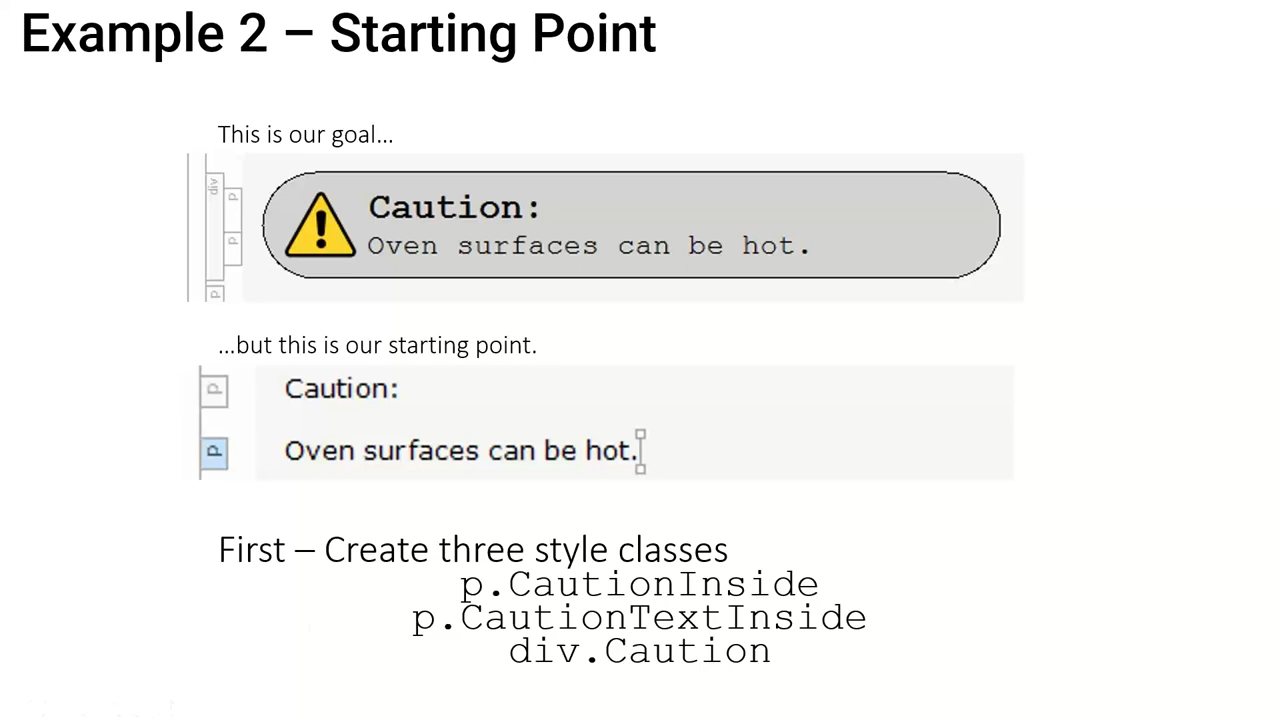 Example 2 – Starting Point
This is our goal…
div
p
p
p
Caution:
Oven surfaces can be hot.
…but this is our starting point.
p
Caution:
p
Oven surfaces can be hot.
First – Create three style classes
p.CautionInside
p.CautionTextInside
div.Caution